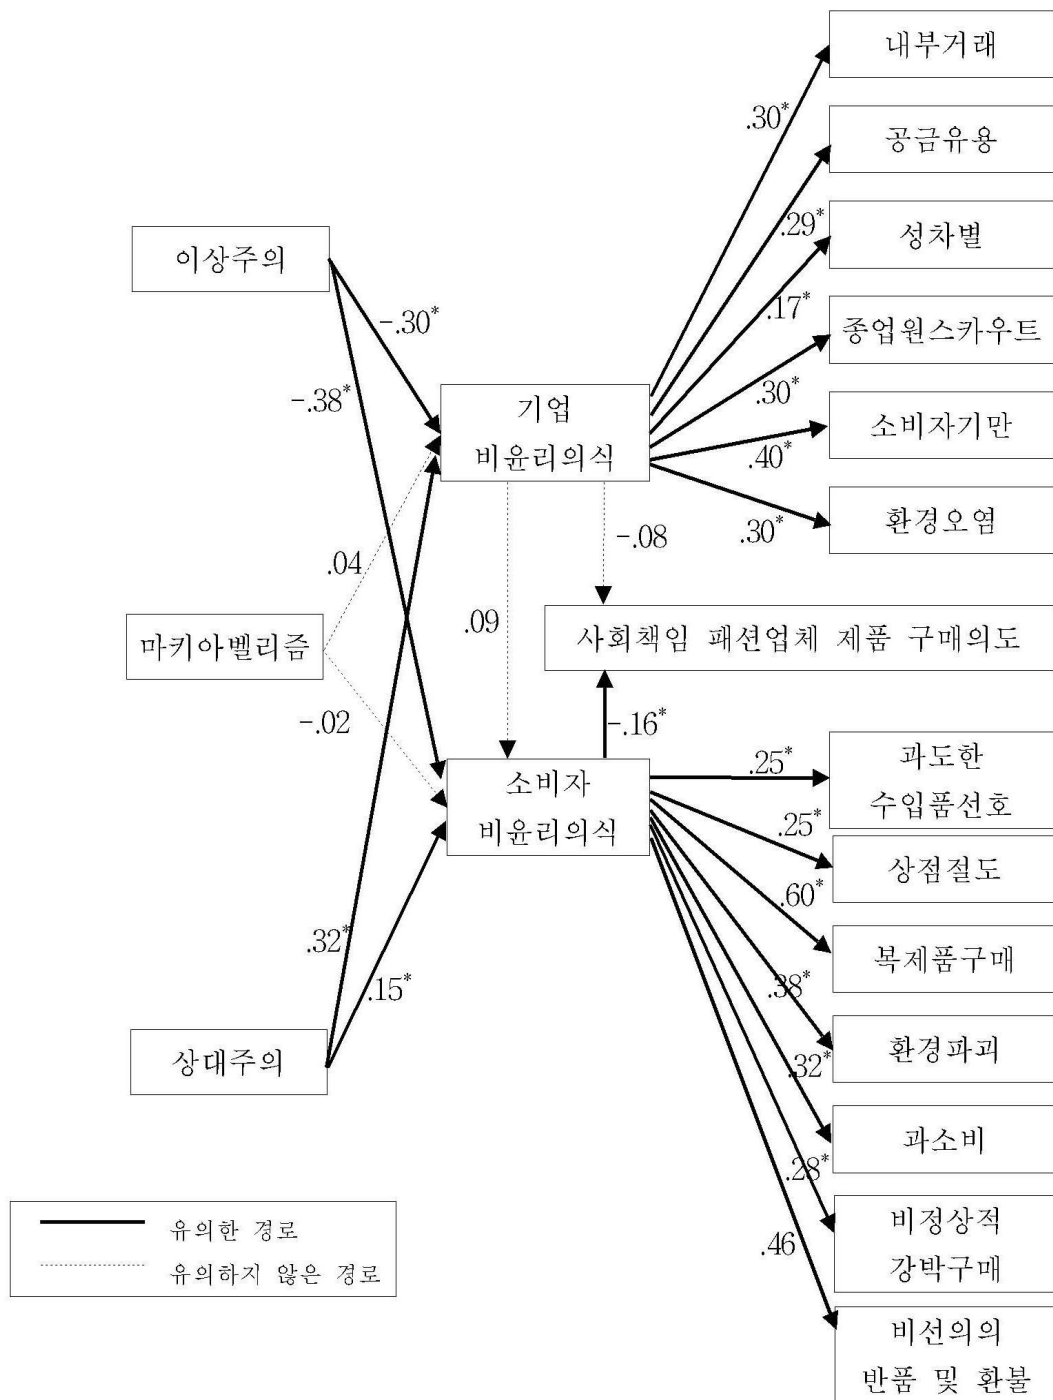 내부거래
.30*
공금유용
.29*
성차별
이상주의
.17*
-.30*
종업원스카우트
.30*
-.38*
기업
비윤리의식
소비자기만
.40*
환경오염
.30*
-.08
.04
.09
사회책임 패션업체 제품 구매의도
마키아벨리즘
-.02
-.16*
소비자
비윤리의식
.25*
과도한
수입품선호
.25*
상점절도
.60*
복제품구매
.32*
.15*
.38*
환경파괴
상대주의
.32*
과소비
.28*
비정상적
강박구매
.46
비선의의
반품 및 환불
유의한 경로
유의하지 않은 경로